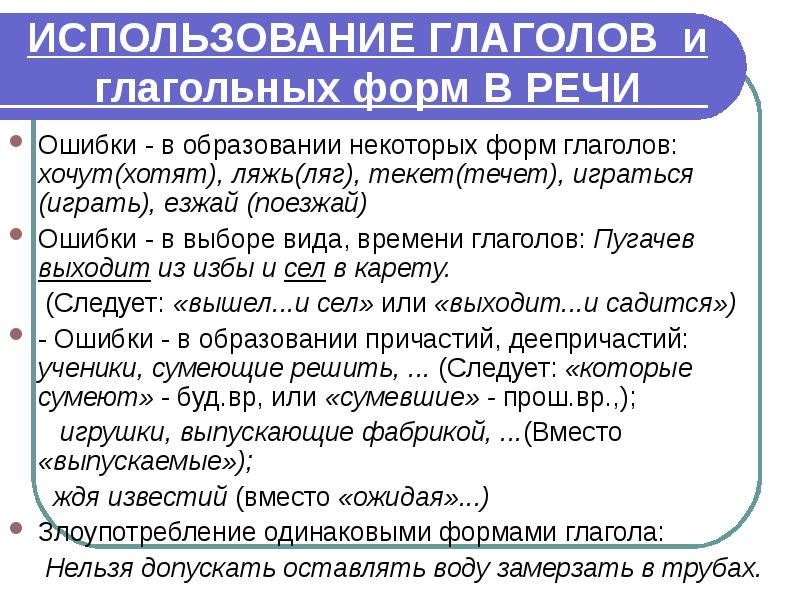 ИСПОЛЬЗОВАНИЕ ГЛАГОЛОВ и
глагольных форм В РЕЧИ
Ошибки - в образовании некоторых форм глаголов:
хочут(хотят), ляжь(ляг), текет(течет), играться
(играть), езжай (поезжай)
Ошибки - в выборе вида, времени глаголов: Пугачев
выходит из избы и сел в карету.
(Следует: «вышел...и сел» или «выходит...и садится»)
- Ошибки - в образовании причастий, деепричастий:
ученики, сумеющие решить, ... (Следует: «которые
сумеют» - буд.вр, или «сумевшие» - прош.вр.,);
игрушки, выпускающие фабрикой, ...(Вместо
«выпускаемые»);
ждя известий (вместо «ожидая»...)
Злоупотребление одинаковыми формами глагола:
Нельзя допускать оставлять воду замерзать в трубах.